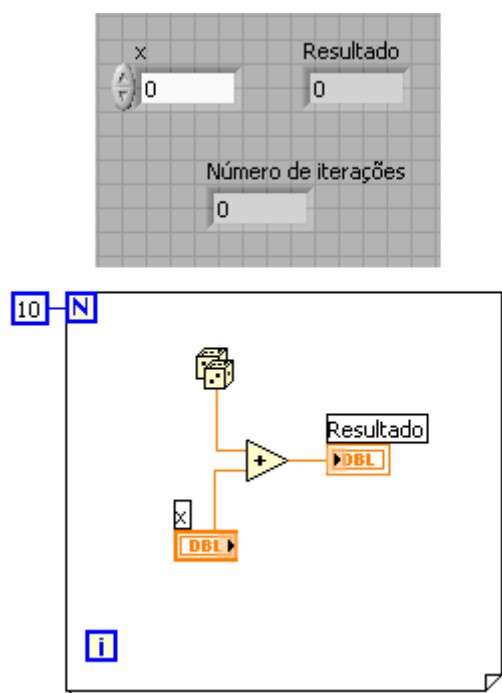 x Resultado
0 0
Número de iterações
0
10 N
Resultado
DBL
x
DBL
i